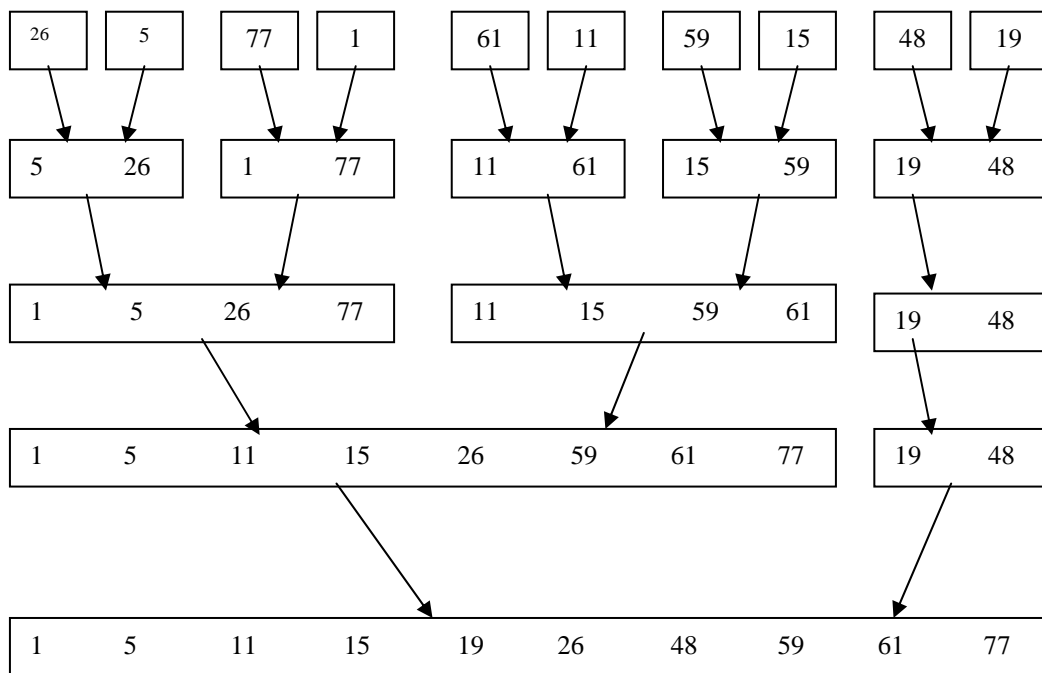 26 5 77 1 61 11 59 15 48 19
5 26 1 77 11 61 15 59 19 48
1 5 26 77 11 15 59 61 19 48
1 5 11 15 26 59 61 77 19 48
1 5 11 15 19 26 48 59 61 77